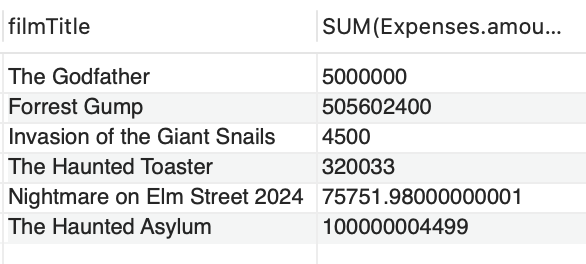 filmTitle SUM(Expenses.amou...
The Godfather 5000000
Forrest Gump 505602400
Invasion of the Giant Snails 4500
The Haunted Toaster 320033
Nightmare on Elm Street 2024 75751.98000000001
The Haunted Asylum 100000004499